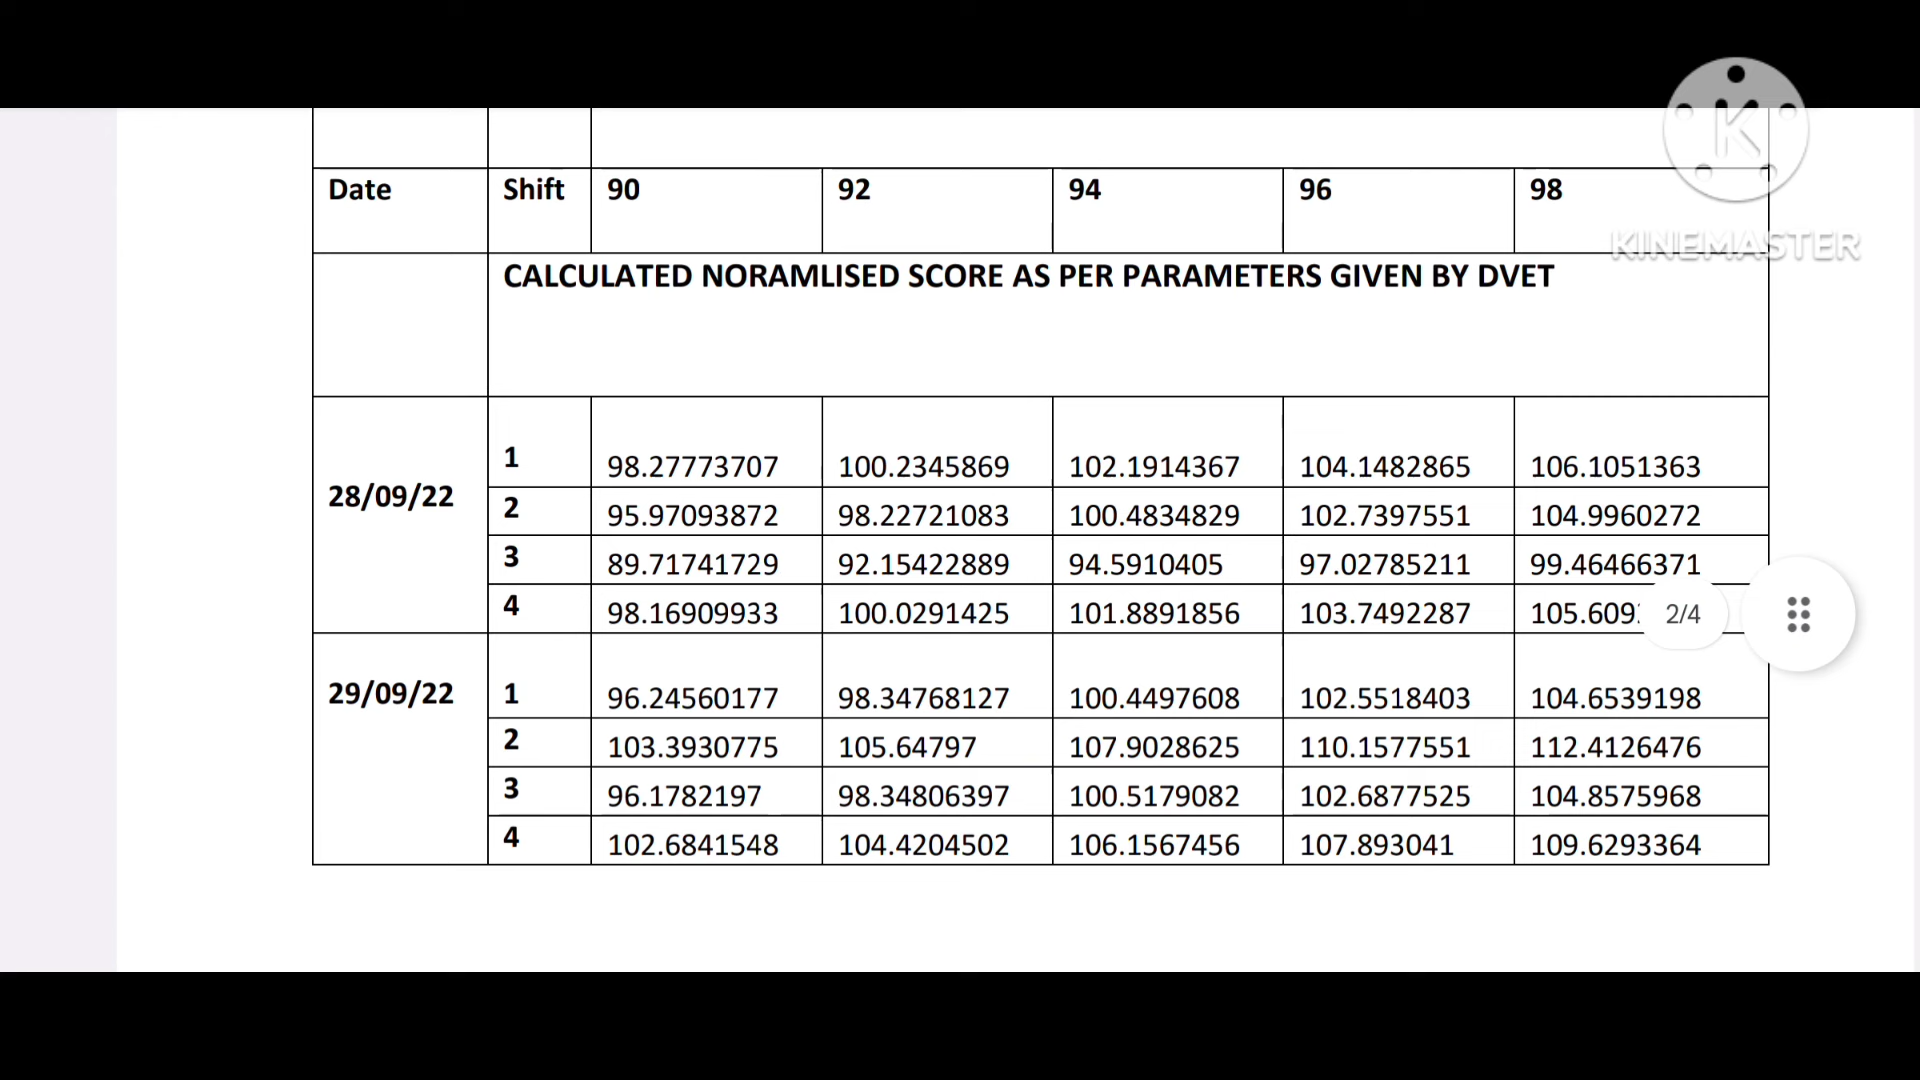 KINEMASTER
Date Shift 90 92 94 96 98
CALCULATED NORAMLISED SCORE AS PER PARAMETERS GIVEN BY DVET
28/09/22
1 98.27773707 100.2345869 102.1914367 104.1482865 106.1051363
2 95.97093872 98.22721083 100.4834829 102.7397551 104.9960272
3 89.71741729 92.15422889 94.5910405 97.02785211 99.46466371
4 98.16909933 100.0291425 101.8891856 103.7492287 105.609
2/4
29/09/22 1 96.24560177 98.34768127 100.4497608 102.5518403 104.6539198
2 103.3930775 105.64797 107.9028625 110.1577551 112.4126476
3 96.1782197 98.34806397 100.5179082 102.6877525 104.8575968
4 102.6841548 104.4204502 106.1567456 107.893041 109.6293364